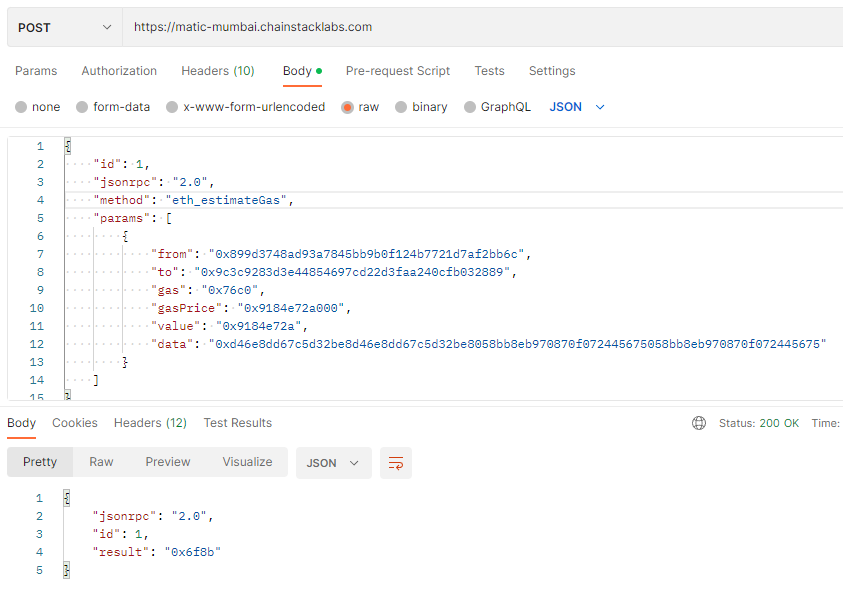 POST https://matic-mumbai.chainstacklabs.com
Params Authorization Headers (10) Body Pre-request Script Tests Settings
none form-data x-www-form-urlencoded raw binary GraphQL JSON
1 {
2 "id": 1,
3 "jsonrpc": "2.0",
4 "method": "eth_estimateGas",
5 "params": [
6 {
7 "from": "0x899d3748ad93a7845bb9b0f124b7721d7af2bb6c",
8 "to": "0x9c3c9283d3e44854697cd22d3faa240cfb032889",
9 "gas": "0x76c0",
10 "gasPrice": "0x9184e72a000",
11 "value": "0x9184e72a",
12 "data": "0xd46e8dd67c5d32be8d46e8dd67c5d32be8058bb8eb970870f072445675058bb8eb970870f072445675"
13 }
14 ]
15 }
Body Cookies Headers (12) Test Results Status: 200 OK Time:
Pretty Raw Preview Visualize JSON
1 {
2 "jsonrpc": "2.0",
3 "id": 1,
4 "result": "0x6f8b"
5 }